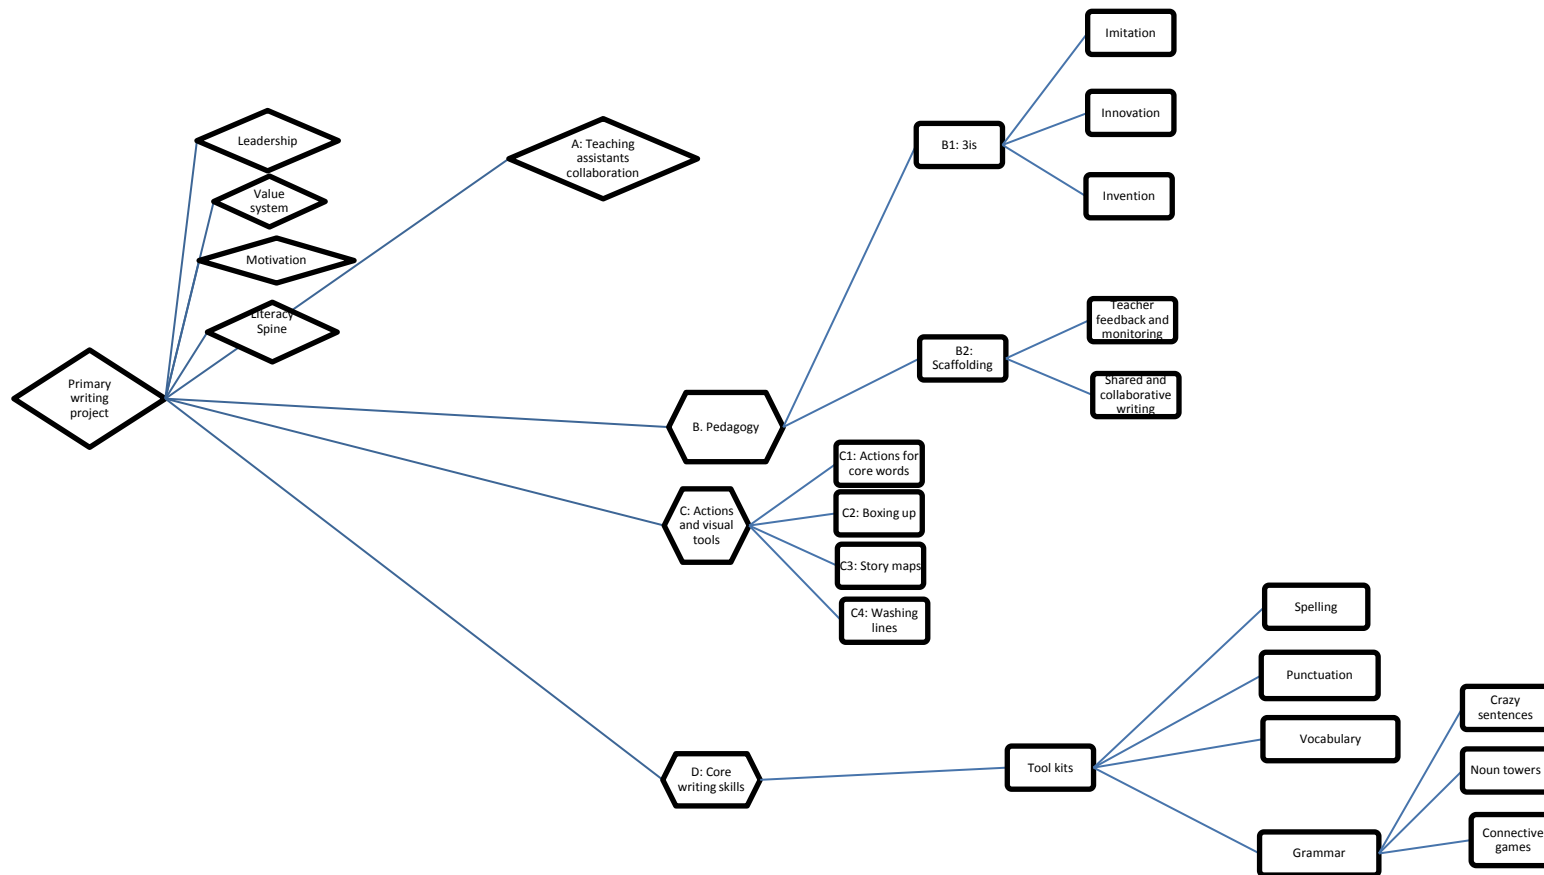 Imitation
Innovation
Invention
B1: 3is
Leadership
A: Teaching
assistants
collaboration
Value
system
Motivation
Literacy
Spine
Primary
writing
project
Teacher
feedback and
monitoring
B2:
Scaffolding
Shared and
collaborative
writing
B. Pedagogy
C1: Actions for
core words
C2: Boxing up
C: Actions
and visual
tools
C3: Story maps
C4: Washing
lines
Spelling
Punctuation
Vocabulary
Crazy
sentences
Noun towers
Connective
games
D: Core
writing skills
Tool kits
Grammar